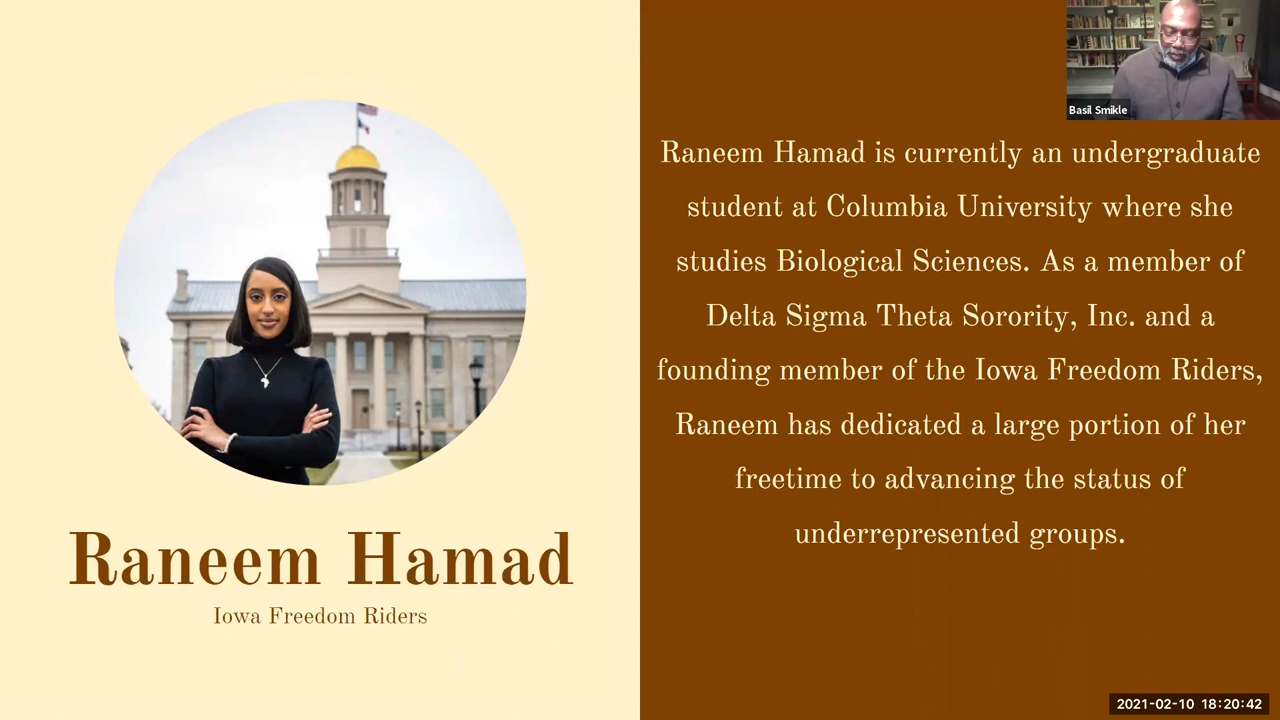 Basil Smikle
Raneem Hamad is currently an undergraduate
student at Columbia University where she
studies Biological Sciences. As a member of
Delta Sigma Theta Sorority, Inc. and a
founding member of the Iowa Freedom Riders,
Raneem has dedicated a large portion of her
freetime to advancing the status of
underrepresented groups.
Raneem Hamad
Iowa Freedom Riders
2021-02-10 18:20:42